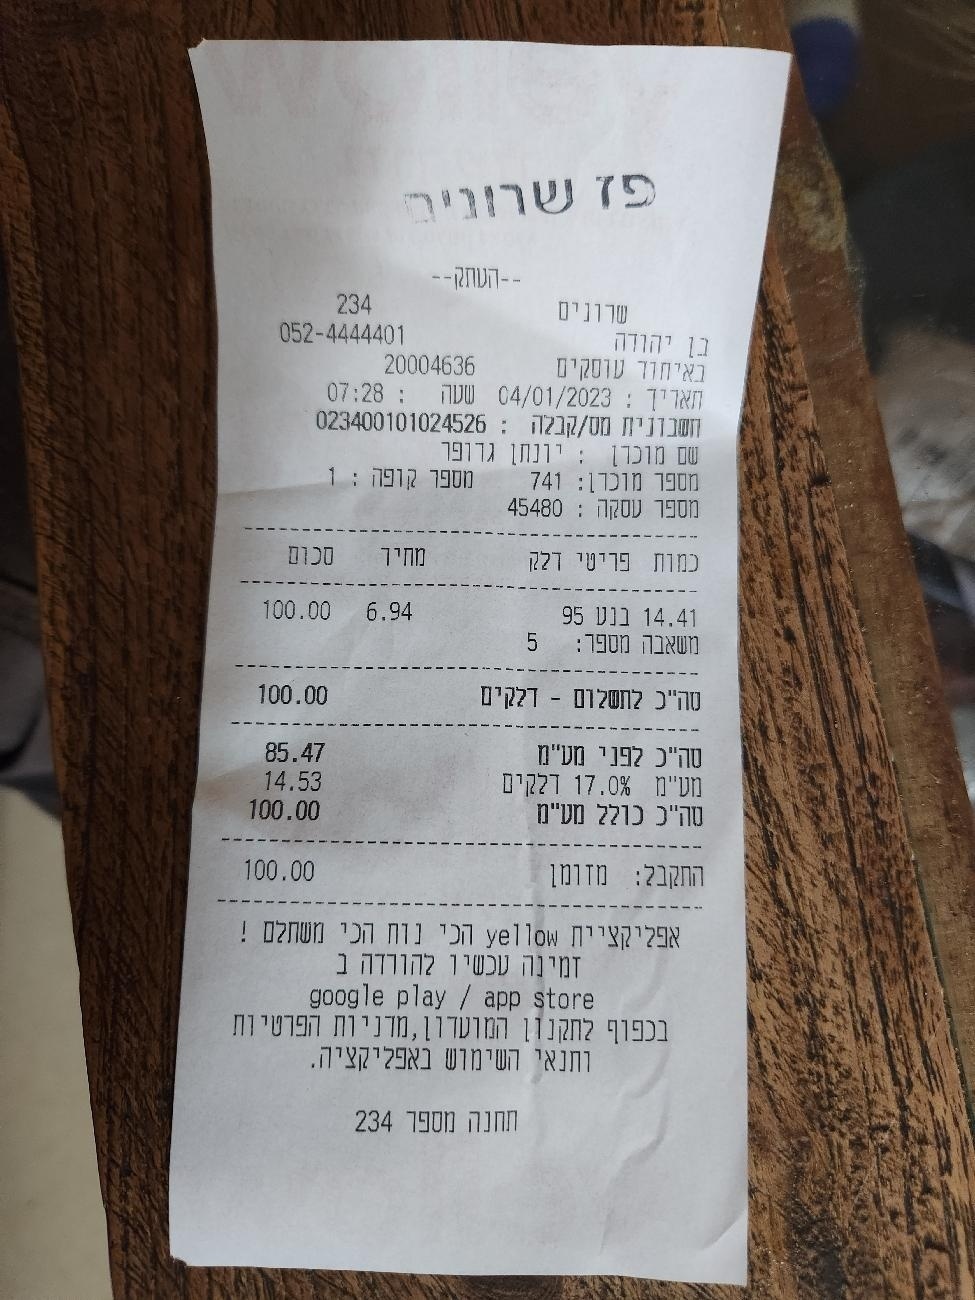 פז שרונים
--העתק--
שרונים 234
בן יהודה 052-4444401
באיחוד עוסקים 20004636
תאריך : 04/01/2023 שעה : 07:28
חשבונית מס/קבלה : 023400101024526
שם מוכרן : יונתן גרופר
מספר מוכרן: 741 מספר קופה : 1
מספר עסקה : 45480
כמות פריטי דלק מחיר סכום
14.41 בנע 95 6.94 100.00
משאבה מספר: 5
סה"כ לתשלום - דלקים 100.00
סה"כ לפני מע"מ 85.47
מע"מ 17.0% דלקים 14.53
סה"כ כולל מע"מ 100.00
התקבל: מזומן 100.00
אפליקציית yellow הכי נוח הכי משתלם !
זמינה עכשיו להורדה ב
google play / app store
בכפוף לתקנון המועדון,מדניות הפרטיות
ותנאי השימוש באפליקציה.
תחנה מספר 234